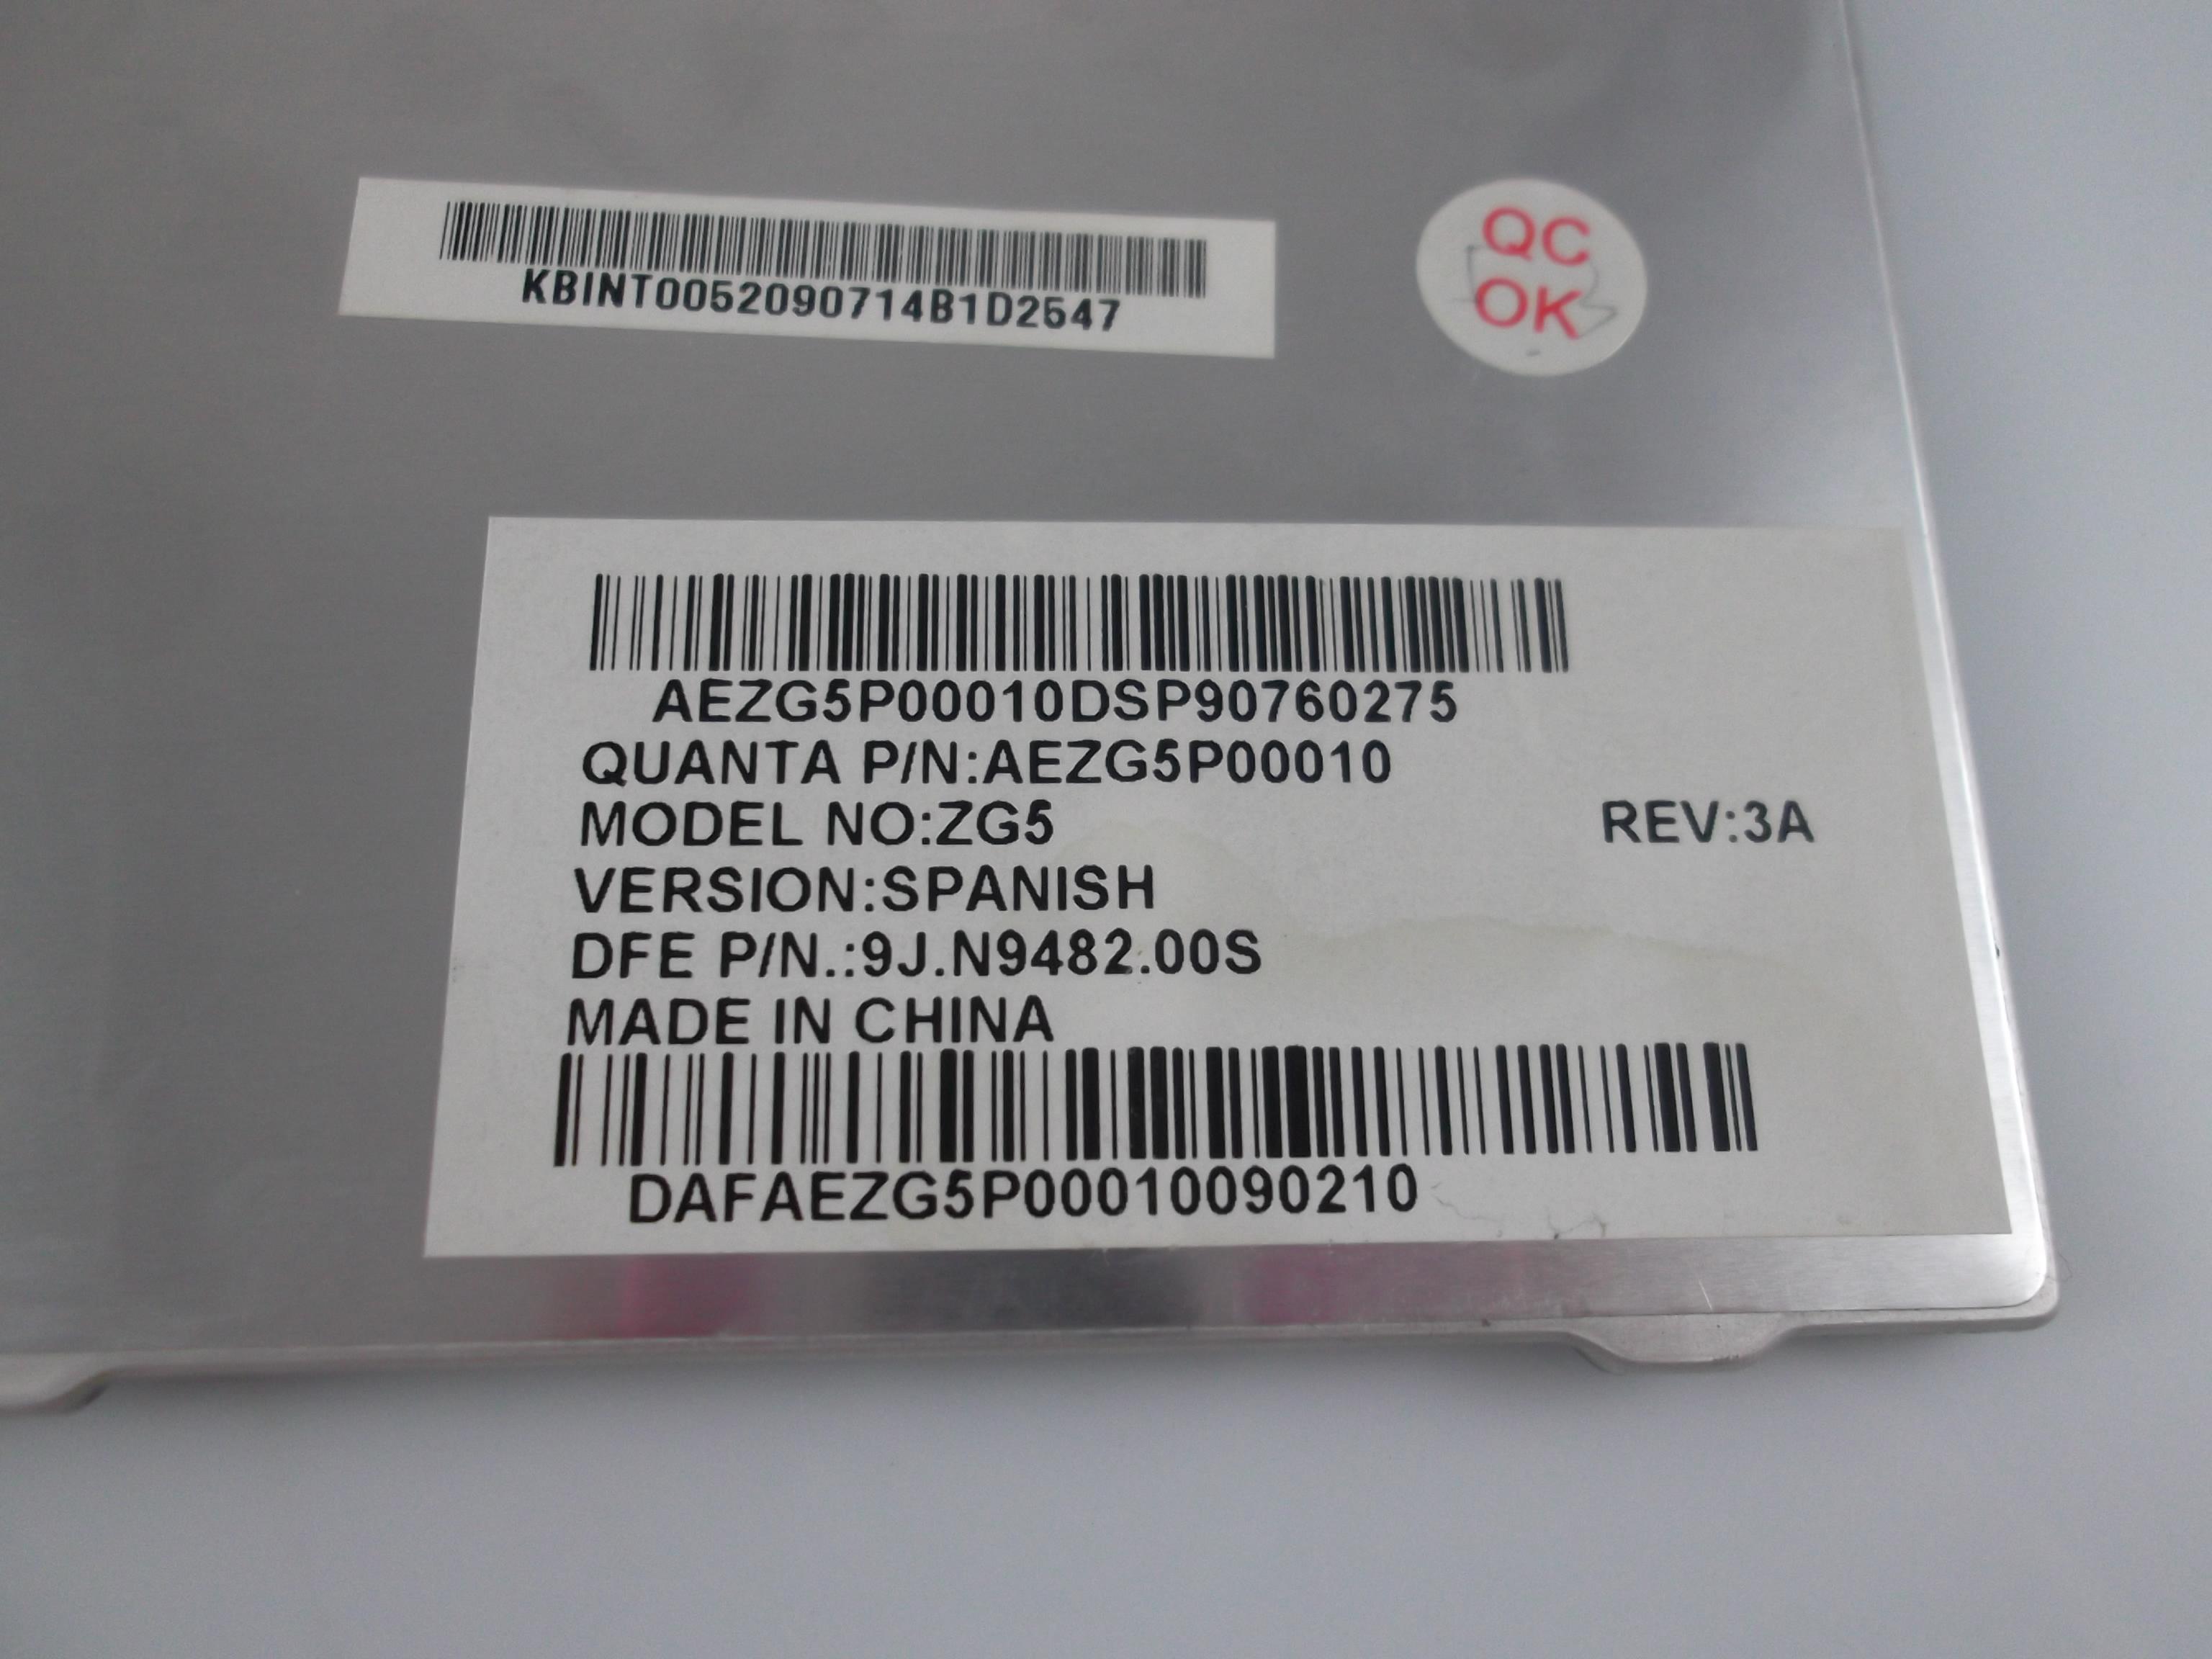 KBINT0052090714B1D2547
QC
OK
AEZG5P00010DSP90760275
QUANTA P/N:AEZG5P00010
MODEL NO:ZG5 REV:3A
VERSION:SPANISH
DFE P/N.:9J.N9482.00S
MADE IN CHINA
DAFAEZG5P00010090210